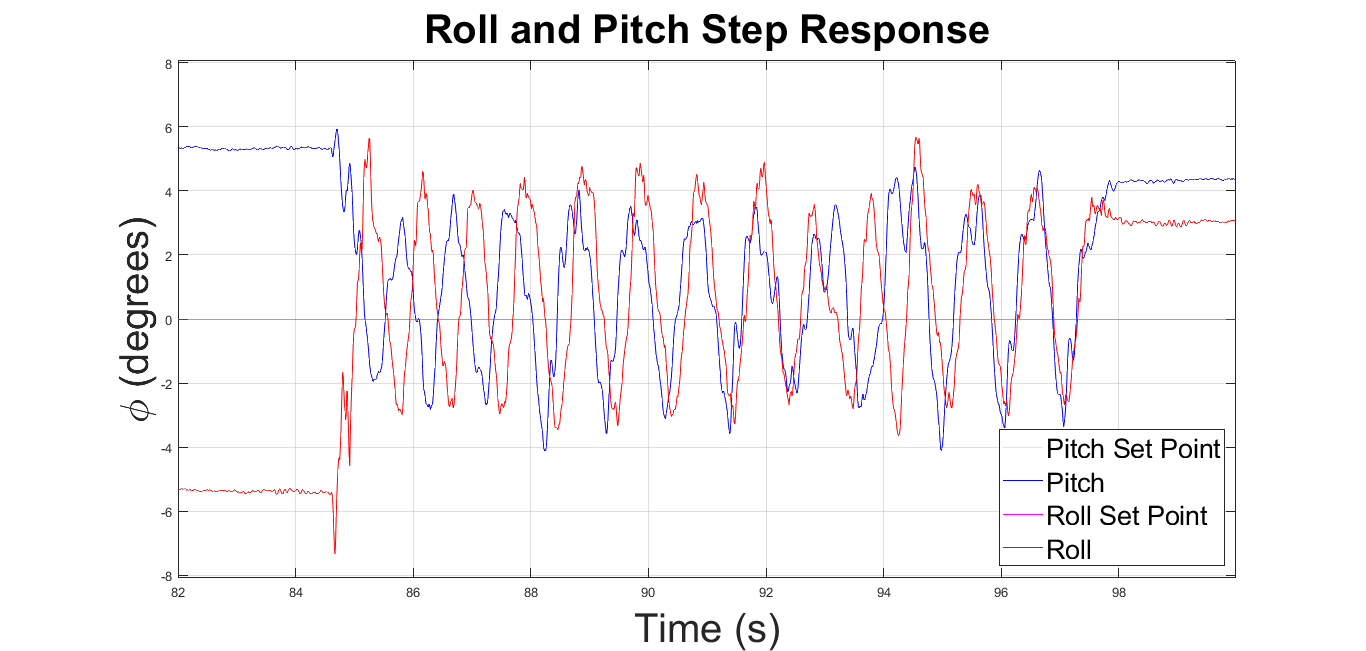 Roll and Pitch Step Response
8
6
4
2
0
-2
-4
-6
-8
ϕ (degrees)
82 84 86 88 90 92 94 96 98
Time (s)
Pitch Set Point
Pitch
Roll Set Point
Roll